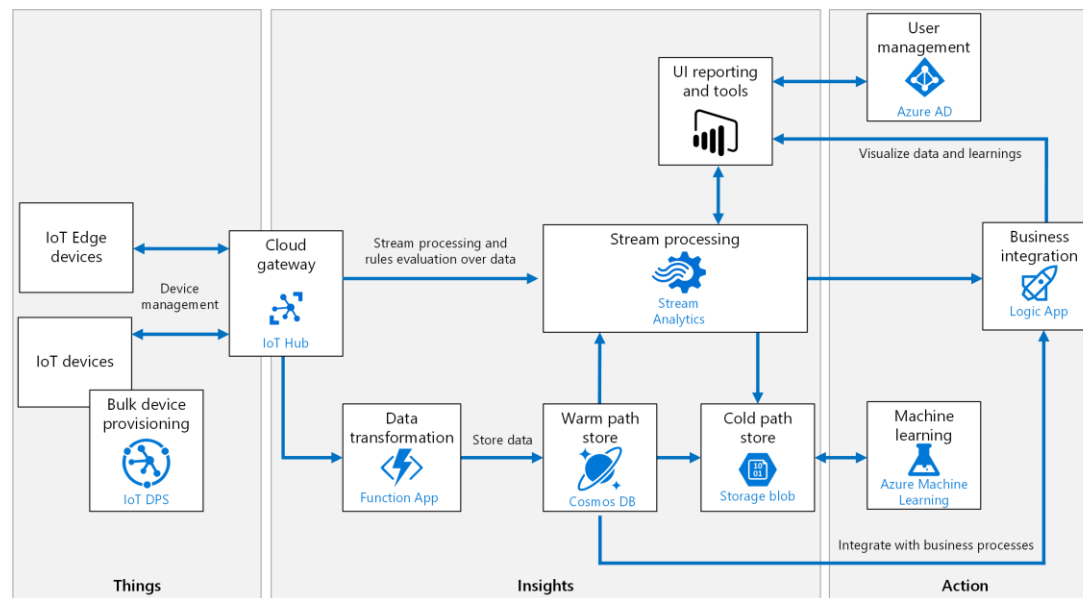 User
management
Azure AD
UI reporting
and tools
Visualize data and learnings
IoT Edge
devices
Cloud
gateway
IoT Hub
Stream processing and
rules evaluation over data
Stream processing
Stream
Analytics
Business
integration
Logic App
Device
management
IoT devices
Bulk device
provisioning
IoT DPS
Data
transformation
Function App
Store data
Warm path
store
Cosmos DB
Cold path
store
10
01
Storage blob
Machine
learning
Azure Machine
Learning
Integrate with business processes
Things
Insights
Action